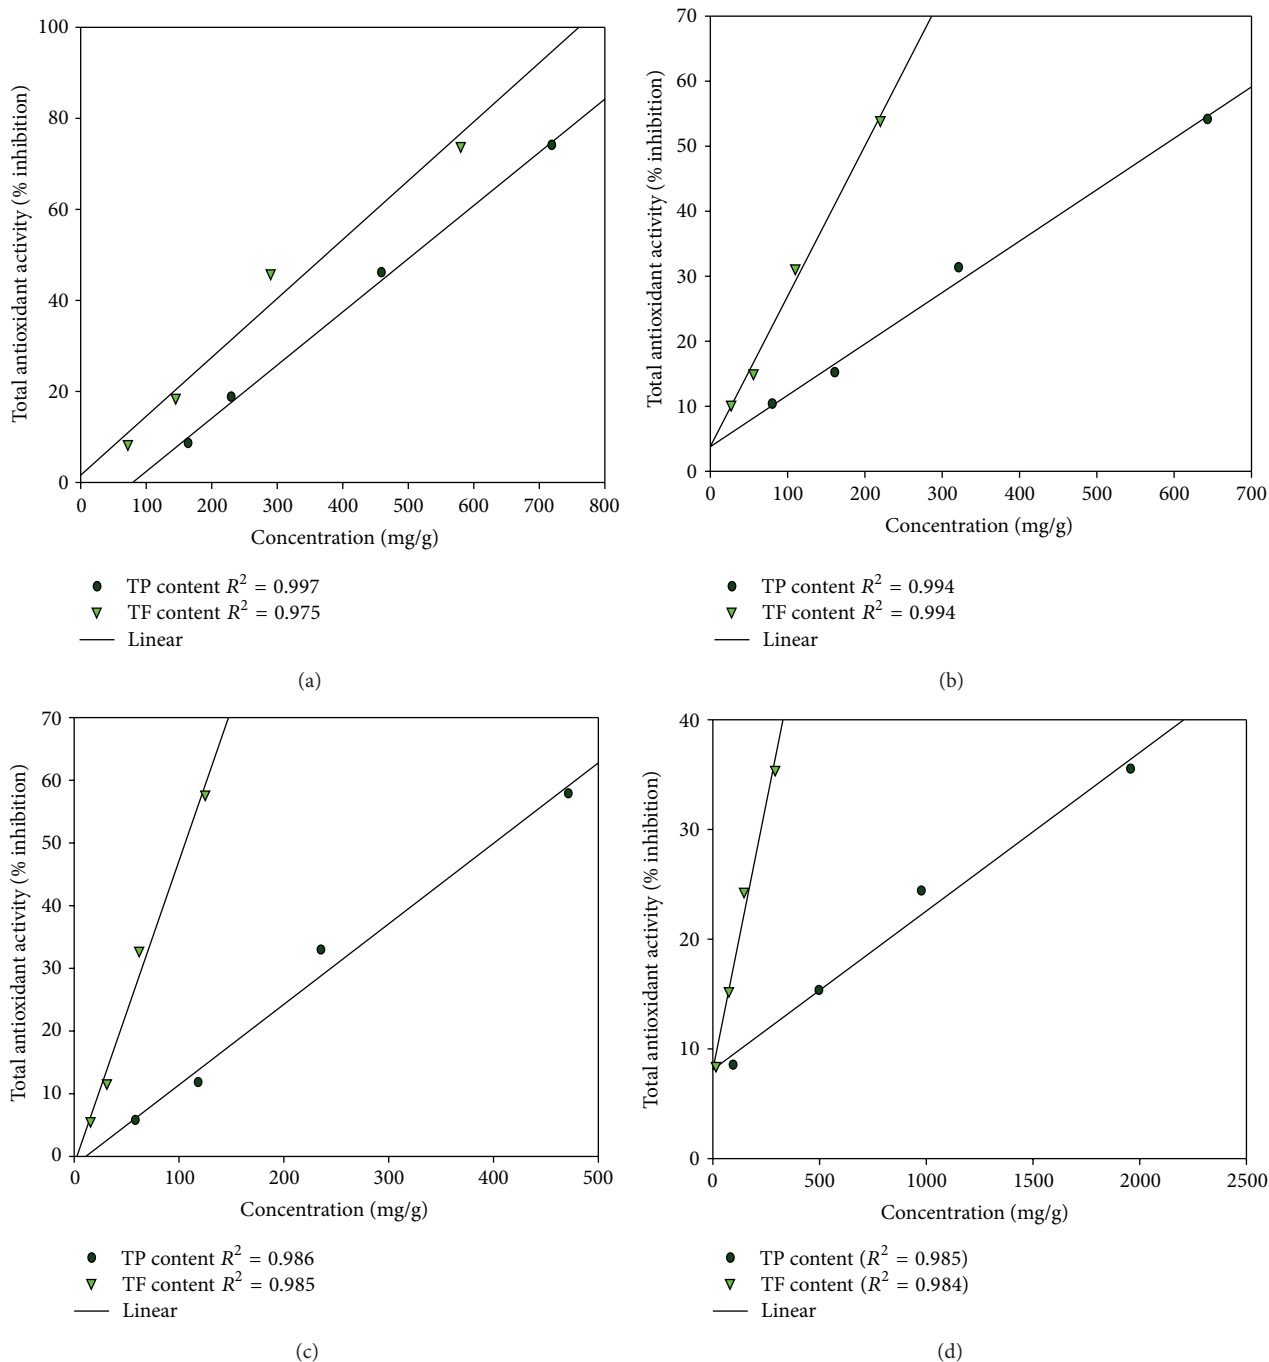 100
80
60
40
20
0
Total antioxidant activity (% inhibition)
0 100 200 300 400 500 600 700 800
Concentration (mg/g)
TP content R² = 0.997
TF content R² = 0.975
Linear
(a)
70
60
50
40
30
20
10
0
Total antioxidant activity (% inhibition)
0 100 200 300 400 500 600 700
Concentration (mg/g)
TP content R² = 0.994
TF content R² = 0.994
Linear
(b)
70
60
50
40
30
20
10
0
Total antioxidant activity (% inhibition)
0 100 200 300 400 500
Concentration (mg/g)
TP content R² = 0.986
TF content R² = 0.985
Linear
(c)
40
30
20
10
0
Total antioxidant activity (% inhibition)
0 500 1000 1500 2000 2500
Concentration (mg/g)
TP content (R² = 0.985)
TF content (R² = 0.984)
Linear
(d)